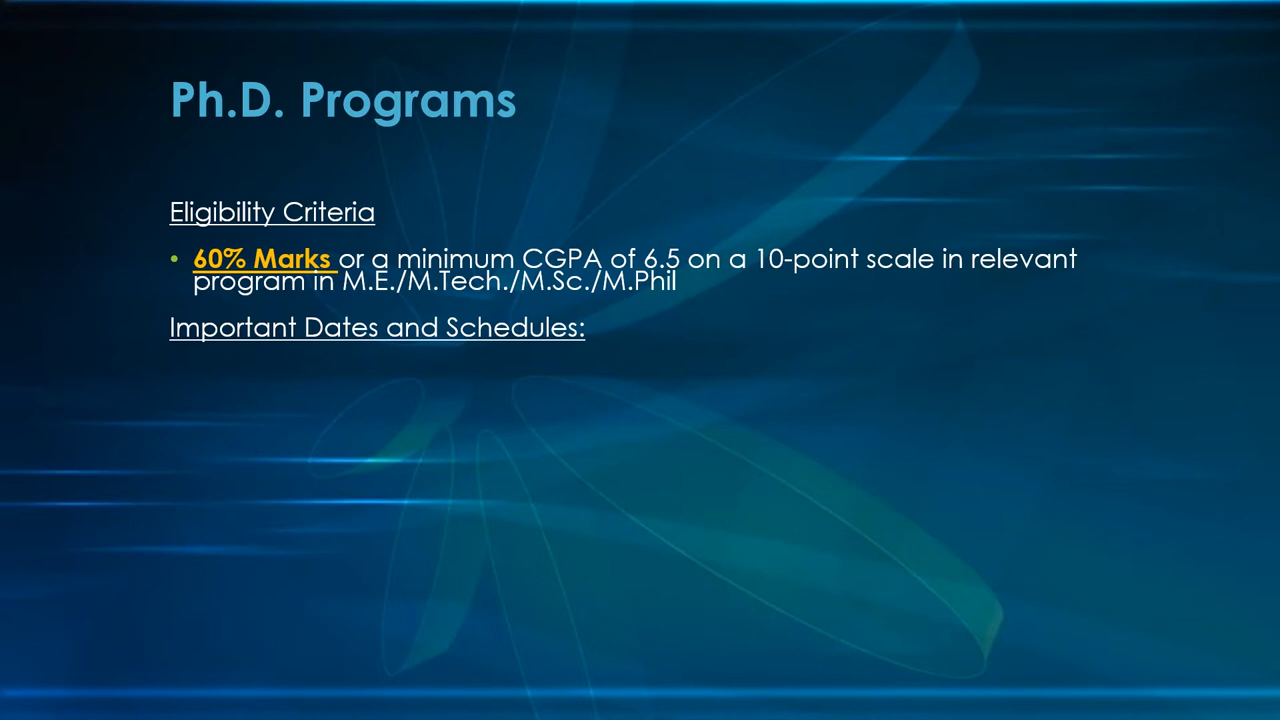 Ph.D. Programs
Eligibility Criteria
• 60% Marks or a minimum CGPA of 6.5 on a 10-point scale in relevant
program in M.E./M.Tech./M.Sc./M.Phil
Important Dates and Schedules: